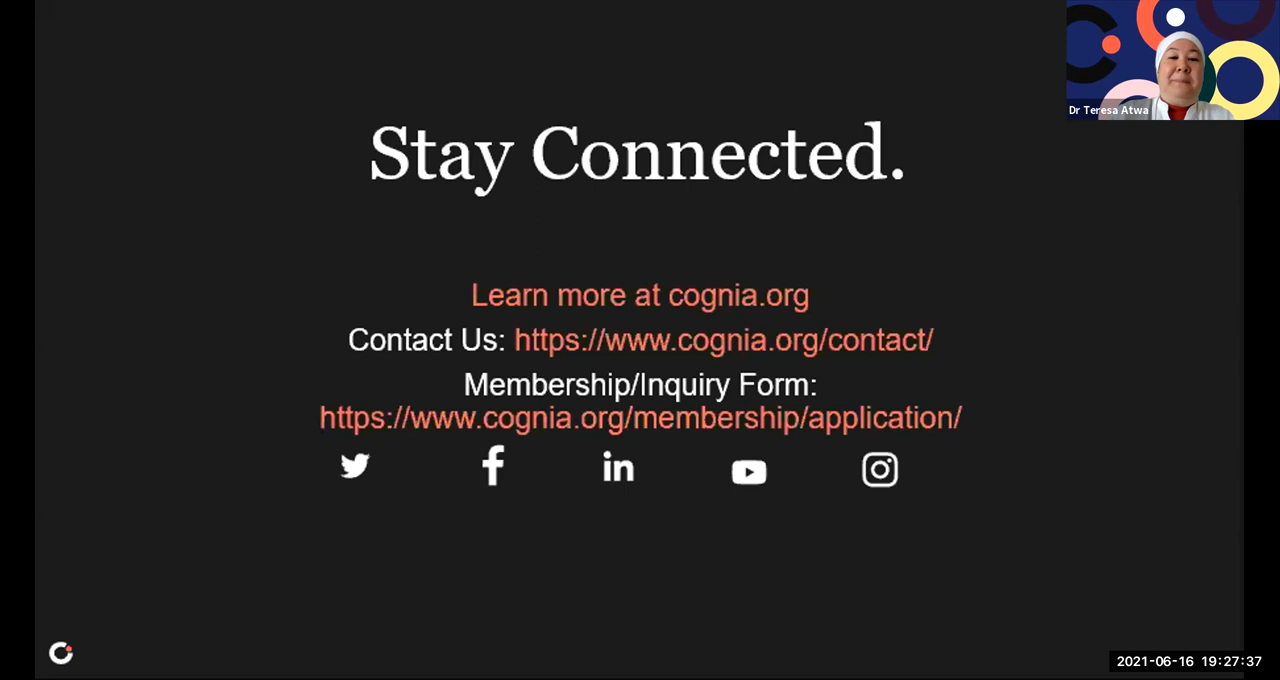 Dr Teresa Atwa
Stay Connected.
Learn more at cognia.org
Contact Us: https://www.cognia.org/contact/
Membership/Inquiry Form:
https://www.cognia.org/membership/application/
2021-06-16 19:27:37